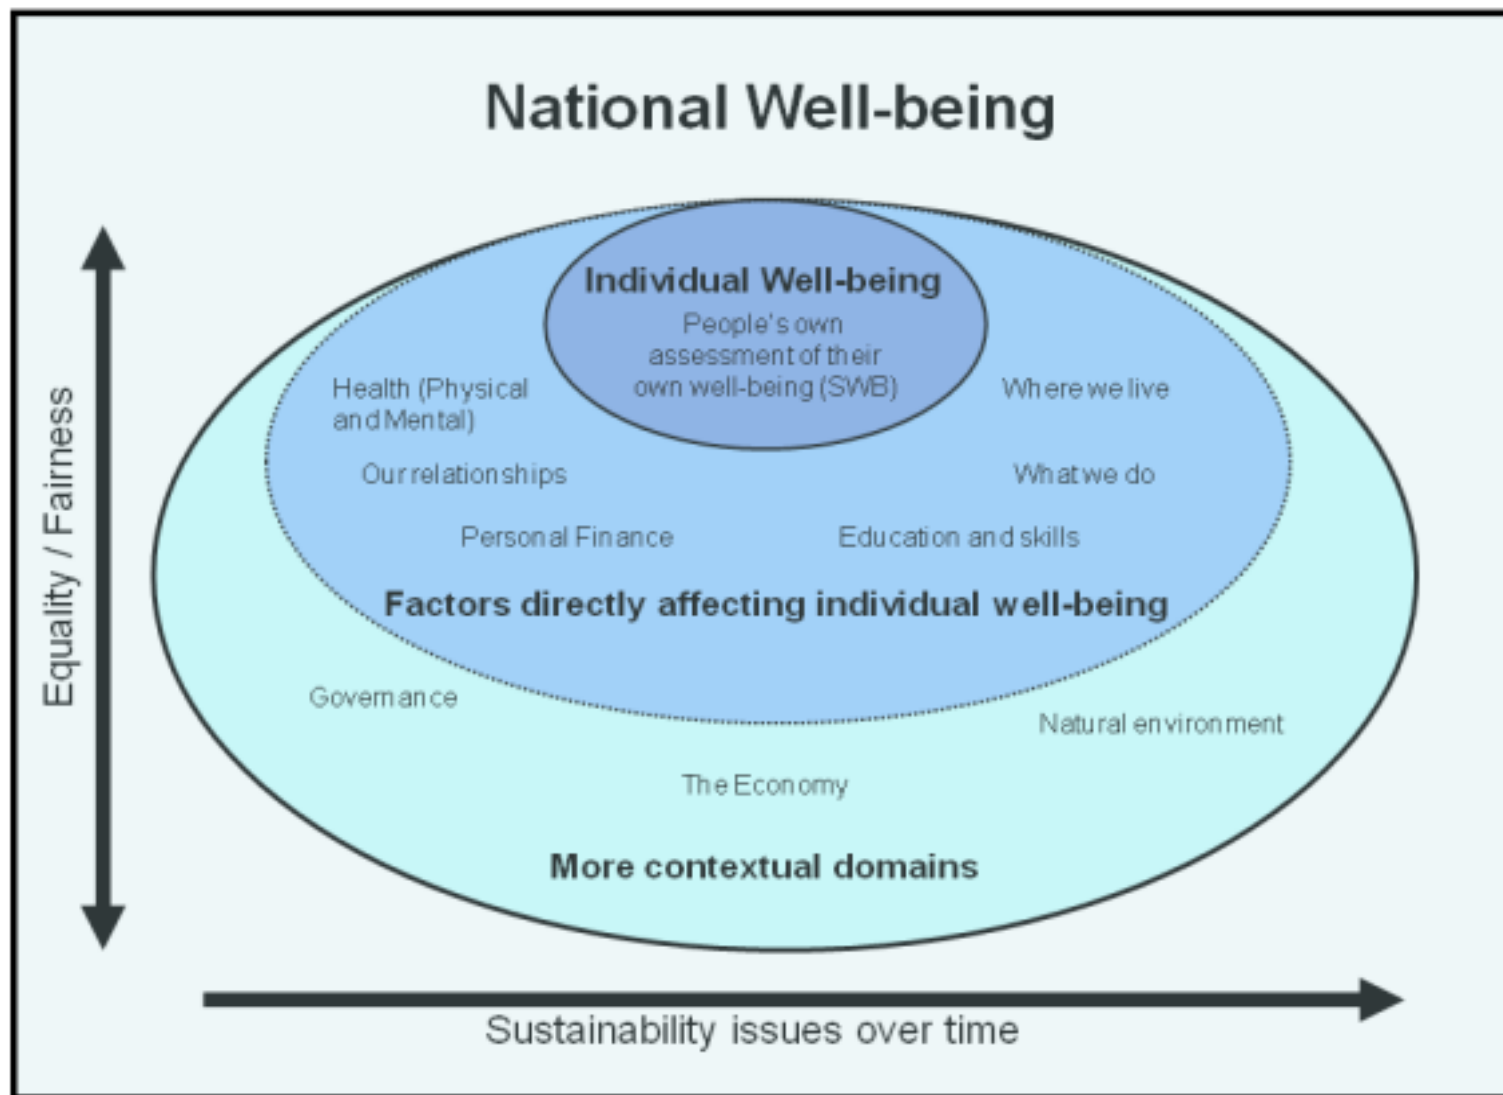 National Well-being
Individual Well-being
People's own
assessment of their
own well-being (SWB)
Health (Physical
and Mental)
Where we live
Our relationships
What we do
Personal Finance
Education and skills
Factors directly affecting individual well-being
Governance
Natural environment
The Economy
More contextual domains
Equality / Fairness
Sustainability issues over time